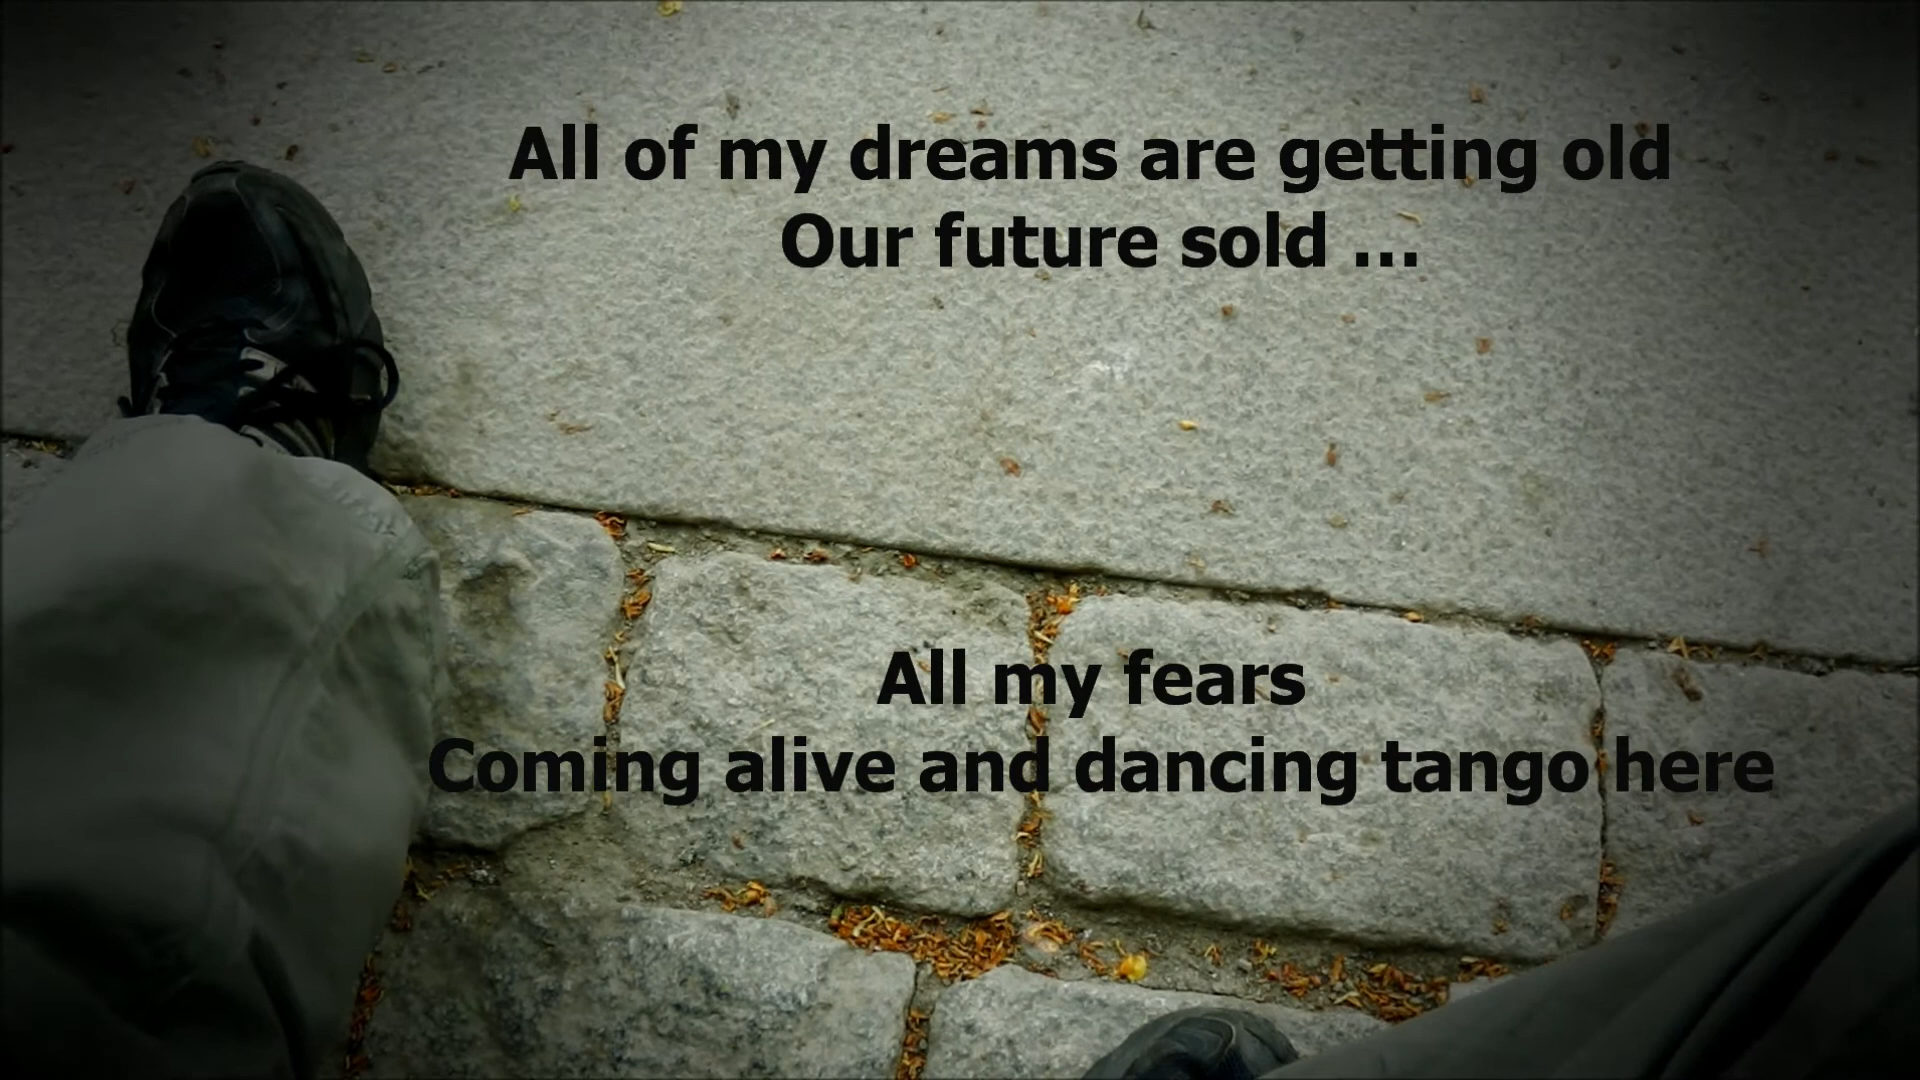 All of my dreams are getting old
Our future sold ...
All my fears
Coming alive and dancing tango here